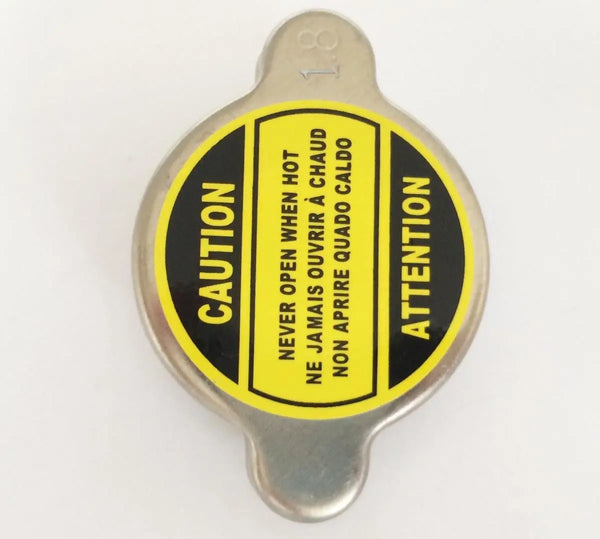 1.8
CAUTION
NEVER OPEN WHEN HOT
NE JAMAIS OUVRIR À CHAUD
NON APRIRE QUADO CALDO
ATTENTION